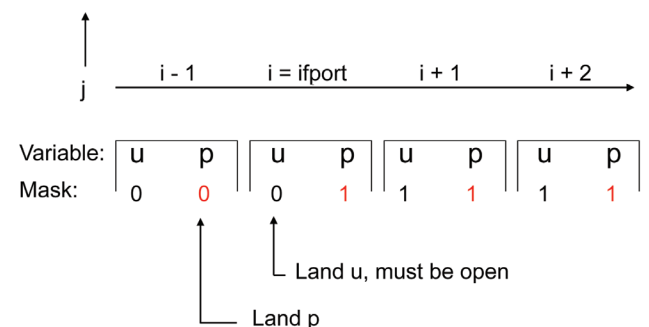 i - 1 i = ifport i + 1 i + 2
j
Variable: u p u p u p u p
Mask: 0 0 0 1 1 1 1 1
Land u, must be open
Land p